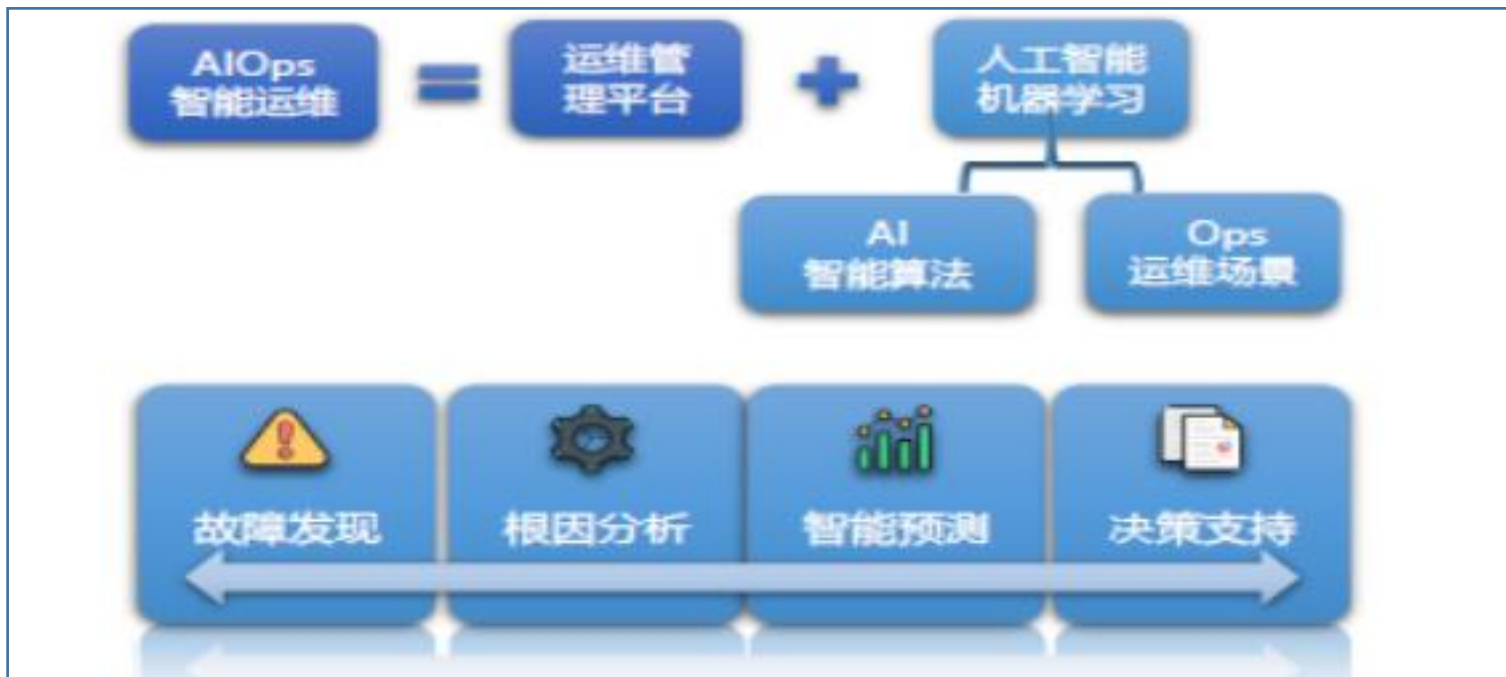 AIOps
智能运维
运维管
理平台
人工智能
机器学习
AI
智能算法
Ops
运维场景
故障发现
根因分析
智能预测
决策支持